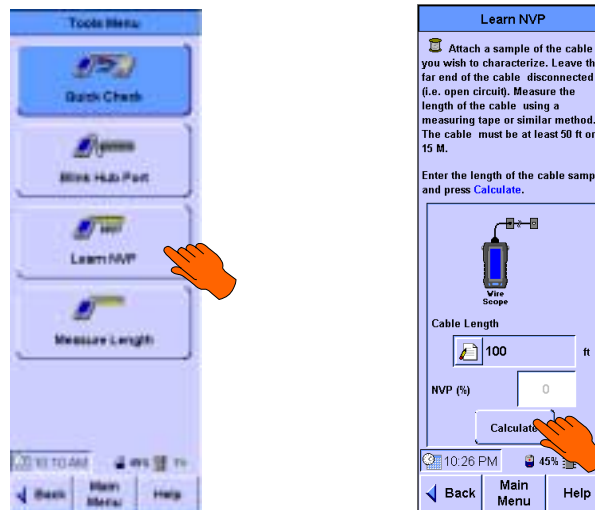 Tools Menu
Quick Check
Blink Hub Port
Learn NVP
Measure Length
10:10 AM
Back
Main
Menu
Help
Learn NVP
Attach a sample of the cable
you wish to characterize. Leave th
far end of the cable disconnected
(i.e. open circuit). Measure the
length of the cable using a
measuring tape or similar method.
The cable must be at least 50 ft or
15 M.
Enter the length of the cable samp
and press Calculate.
Wire
Scope
Cable Length
100 ft
NVP (%) 0
Calculate
10:26 PM 45%
Back
Main
Menu
Help